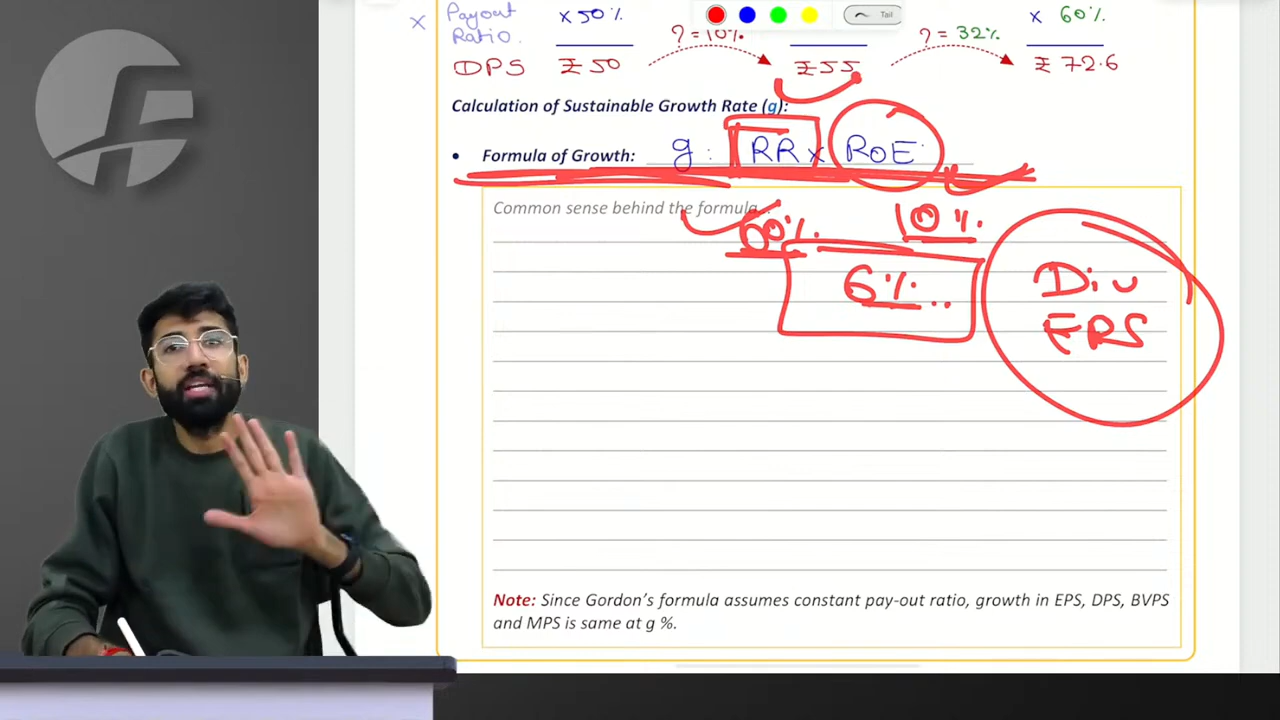 × Payout ×50% × 60%
Ratio. ?=10% ?= 32%
Tail
DPS ₹50 ₹55 ₹72.6
Calculation of Sustainable Growth Rate (g):
• Formula of Growth: g : RR × ROE
Common sense behind the formula...
60%. 10%.
6%... Div
EPS
Note: Since Gordon's formula assumes constant pay-out ratio, growth in EPS, DPS, BVPS
and MPS is same at g %.